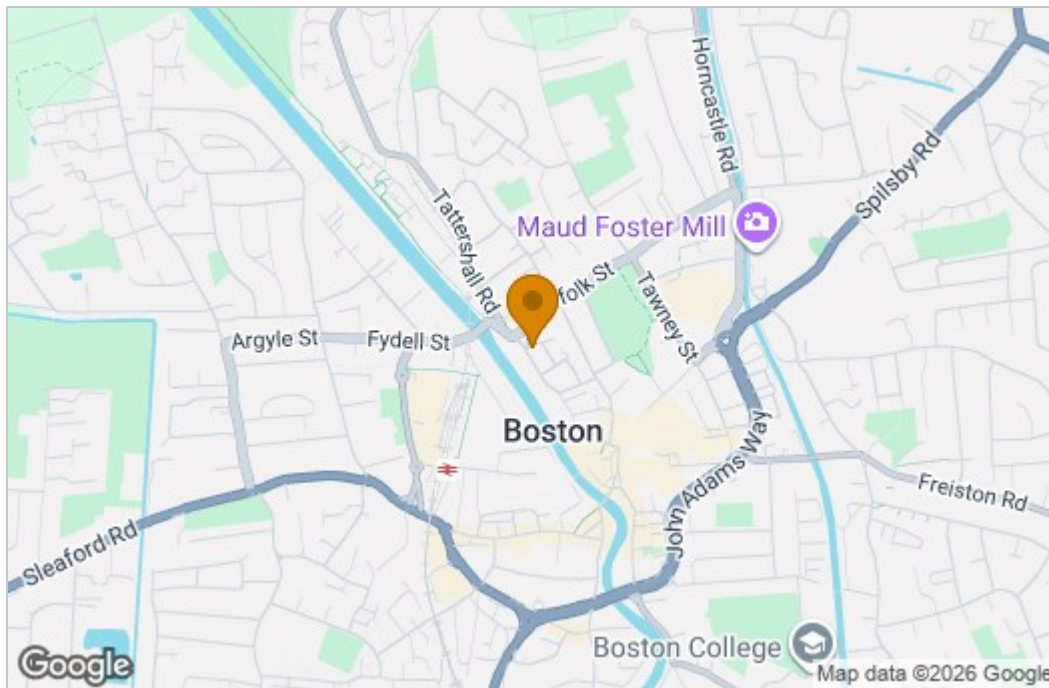 Horncastle Rd
Spilsby Rd
Maud Foster Mill
Tattershall Rd
folk St
Tawney St
Argyle St
Fydell St
Boston
John Adams Way
Freiston Rd
Sleaford Rd
Boston College
Google
Map data ©2026 Google